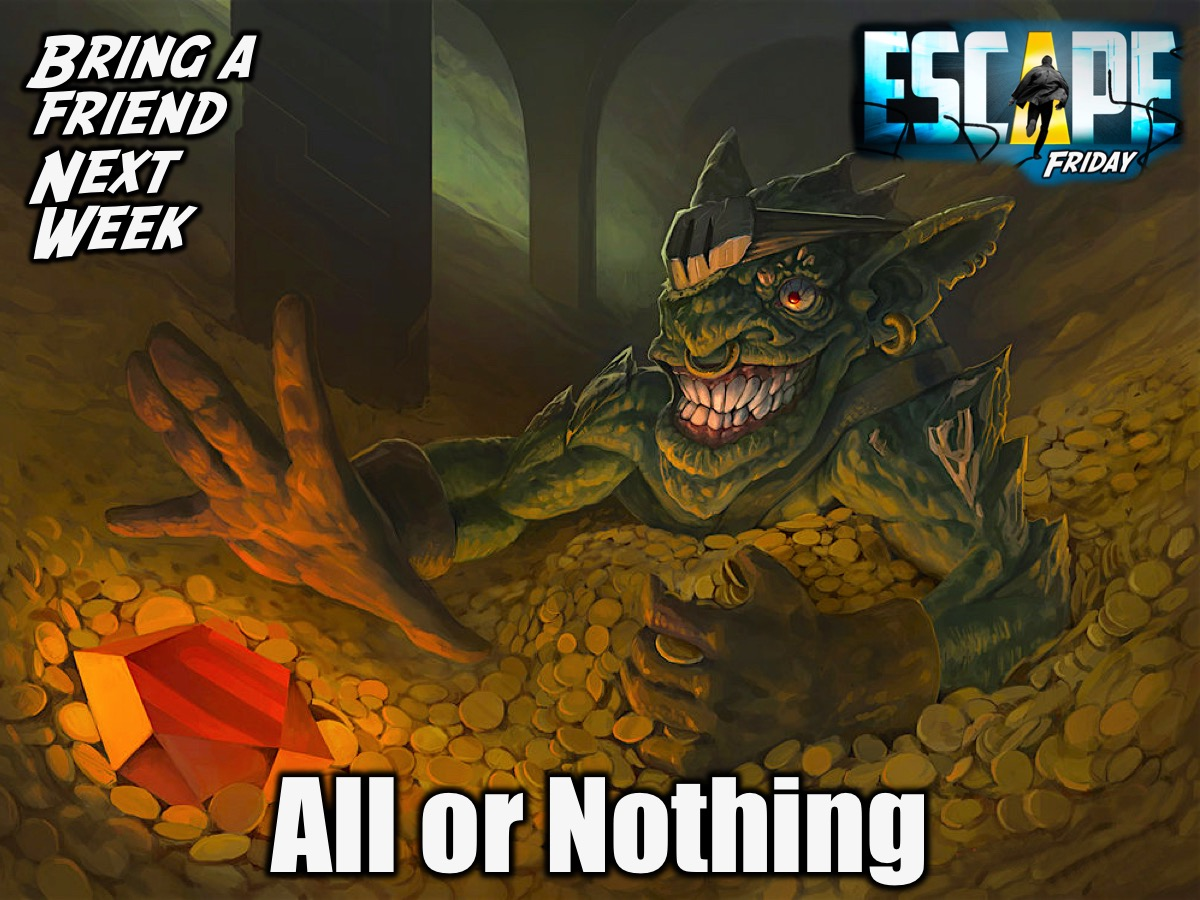 BRING A
FRIEND
NEXT
WEEK
ESCAPE
FRIDAY
All or Nothing